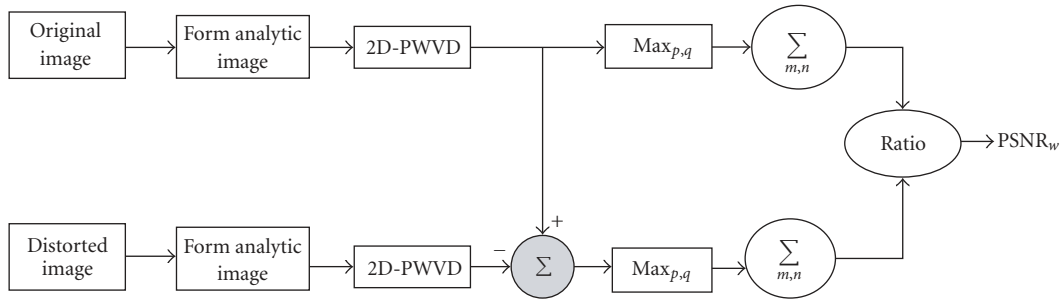 Original
image
Form analytic
image
2D-PWVD
Max_{p,q}
∑
m,n
Ratio
PSNR_w
Distorted
image
Form analytic
image
2D-PWVD
−
+
Σ
Max_{p,q}
∑
m,n